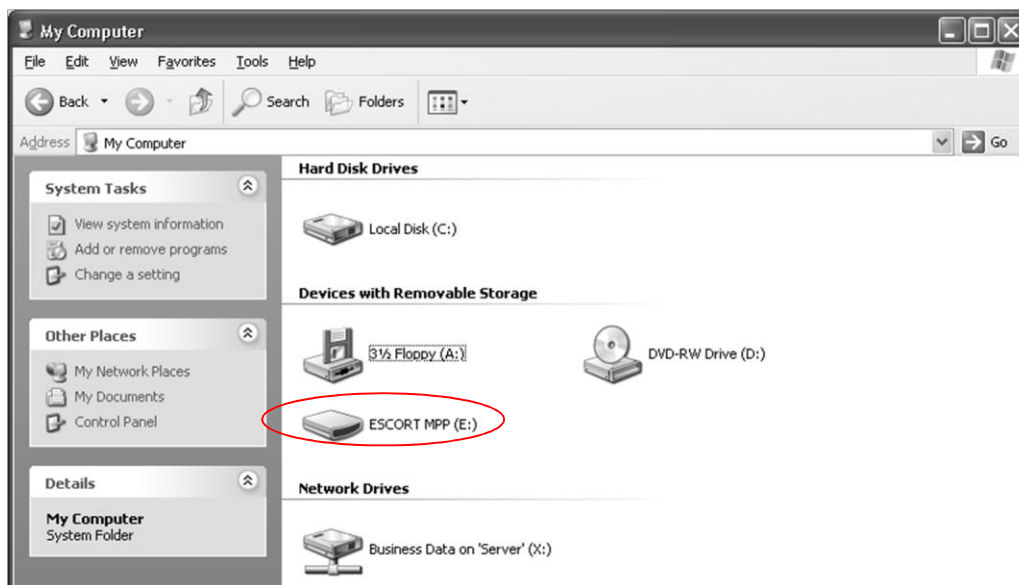 My Computer
File Edit View Favorites Tools Help
Back Search Folders
Address My Computer Go
System Tasks
View system information
Add or remove programs
Change a setting
Other Places
My Network Places
My Documents
Control Panel
Details
My Computer
System Folder
Hard Disk Drives
Local Disk (C:)
Devices with Removable Storage
3½ Floppy (A:) DVD-RW Drive (D:)
ESCORT MPP (E:)
Network Drives
Business Data on 'Server' (X:)